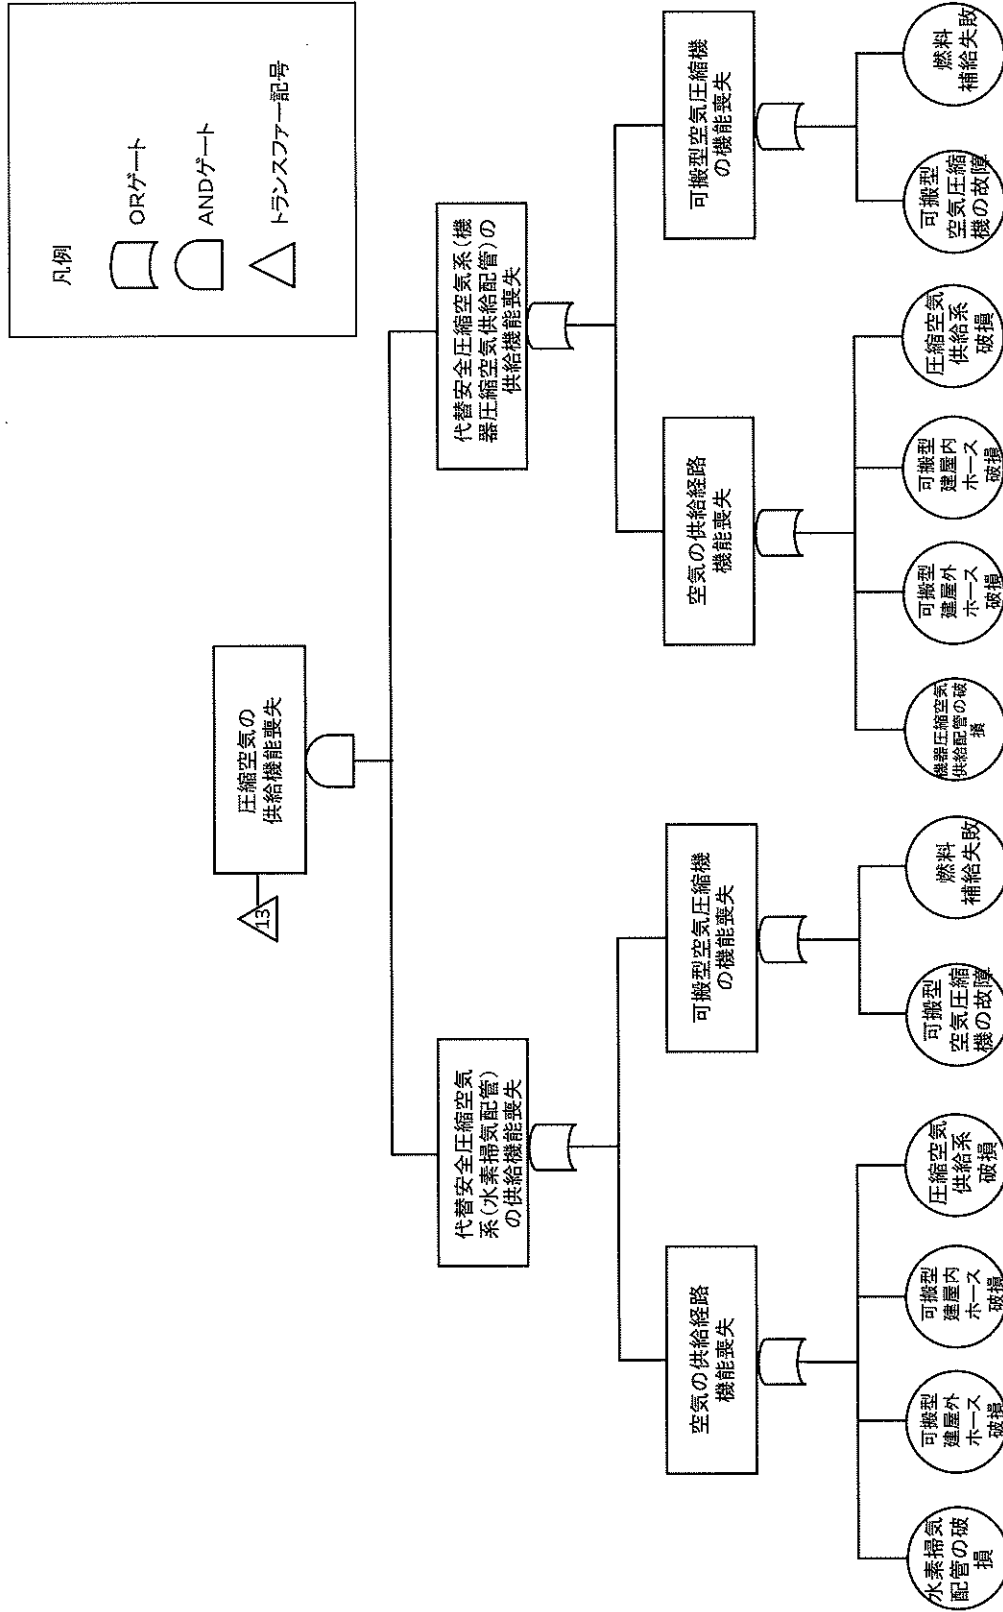 凡例
ORゲート
ANDゲート
トランスファー記号
13
圧縮空気の
供給機能喪失
代替安全圧縮空気
系(水素掃気配管)
の供給機能喪失
代替安全圧縮空気系(機
器圧縮空気供給配管)の
供給機能喪失
空気の供給経路
機能喪失
可搬型空気圧縮機
の機能喪失
空気の供給経路
機能喪失
可搬型空気圧縮機
の機能喪失
水素掃気
配管の破
損
可搬型
建屋外
ホース
破損
可搬型
建屋内
ホース
破損
圧縮空気
供給系
破損
可搬型
空気圧縮
機の故障
燃料
補給失敗
機器圧縮空気
供給配管の破
損
可搬型
建屋外
ホース
破損
可搬型
建屋内
ホース
破損
圧縮空気
供給系
破損
可搬型
空気圧縮
機の故障
燃料
補給失敗